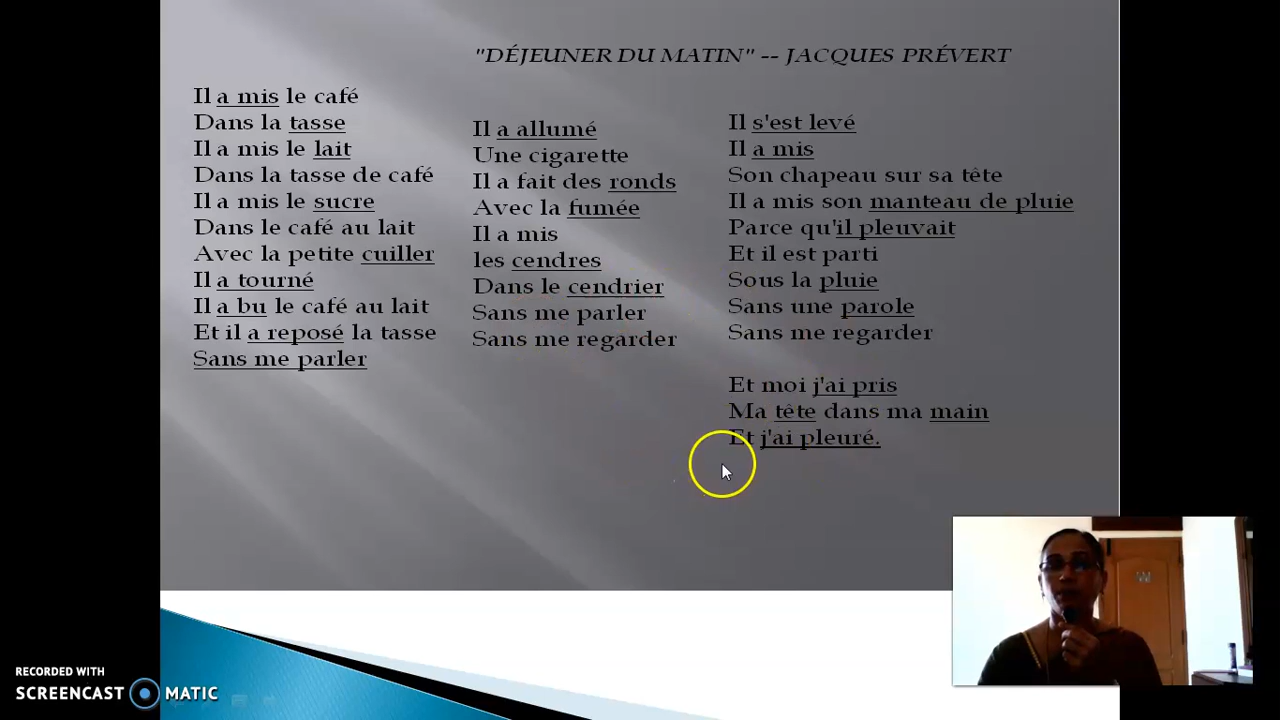 "DÉJEUNER DU MATIN" -- JACQUES PRÉVERT
Il a mis le café
Dans la tasse
Il a mis le lait
Dans la tasse de café
Il a mis le sucre
Dans le café au lait
Avec la petite cuiller
Il a tourné
Il a bu le café au lait
Et il a reposé la tasse
Sans me parler
Il a allumé
Une cigarette
Il a fait des ronds
Avec la fumée
Il a mis
les cendres
Dans le cendrier
Sans me parler
Sans me regarder
Il s'est levé
Il a mis
Son chapeau sur sa tête
Il a mis son manteau de pluie
Parce qu'il pleuvait
Et il est parti
Sous la pluie
Sans une parole
Sans me regarder
Et moi j'ai pris
Ma tête dans ma main
Et j'ai pleuré.
RECORDED WITH
SCREENCAST MATIC